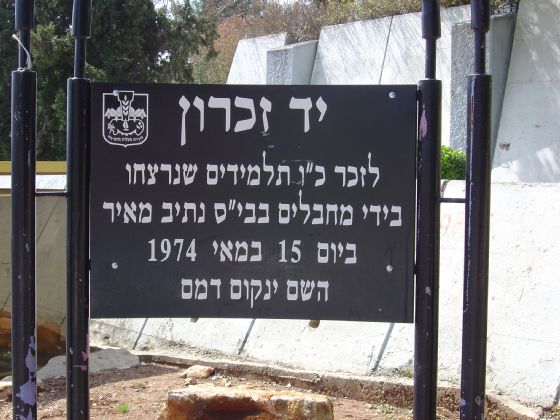 יד זכרון
לזכר כ"ו תלמידים שנרצחו
בידי מחבלים בבי"ס נתיב מאיר
ביום 15 במאי 1974
השם ינקום דמם